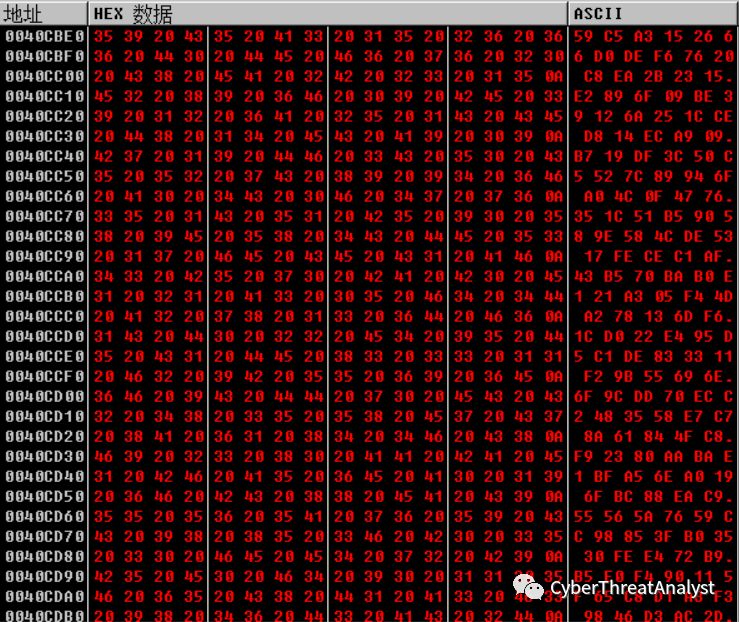 地址 HEX 数据 ASCII
0040CBE0 35 39 20 43 35 20 41 33 20 31 35 20 32 36 20 36 59 C5 A3 15 26 6
0040CBF0 36 20 44 30 20 44 45 20 46 36 20 37 36 20 32 30 6 D0 DE F6 76 20
0040CC00 20 43 38 20 45 41 20 32 42 20 32 33 20 31 35 0A C8 EA 2B 23 15.
0040CC10 45 32 20 38 39 20 36 46 20 30 39 20 42 45 20 33 E2 89 6F 09 BE 3
0040CC20 39 20 31 32 20 36 41 20 32 35 20 31 43 20 43 45 9 12 6A 25 1C CE
0040CC30 20 44 38 20 31 34 20 45 43 20 41 39 20 30 39 0A D8 14 EC A9 09.
0040CC40 42 37 20 31 39 20 44 46 20 33 43 20 35 30 20 43 B7 19 DF 3C 50 C
0040CC50 35 20 35 32 20 37 43 20 38 39 20 39 34 20 36 46 5 52 7C 89 94 6F
0040CC60 20 41 30 20 34 43 20 30 46 20 34 37 20 37 36 0A A0 4C 0F 47 76.
0040CC70 33 35 20 31 43 20 35 31 20 42 35 20 39 30 20 35 35 1C 51 B5 90 5
0040CC80 38 20 39 45 20 35 38 20 34 43 20 44 45 20 35 33 8 9E 58 4C DE 53
0040CC90 20 31 37 20 46 45 20 43 45 20 43 31 20 41 46 0A 17 FE CE C1 AF.
0040CCA0 34 33 20 42 35 20 37 30 20 42 41 20 42 30 20 45 43 B5 70 BA B0 E
0040CCB0 31 20 32 31 20 41 33 20 30 35 20 46 34 20 34 44 1 21 A3 05 F4 4D
0040CCC0 20 41 32 20 37 38 20 31 33 20 36 44 20 46 36 0A A2 78 13 6D F6.
0040CCD0 31 43 20 44 30 20 32 32 20 45 34 20 39 35 20 44 1C D0 22 E4 95 D
0040CCE0 35 20 43 31 20 44 45 20 38 33 20 33 33 20 31 31 5 C1 DE 83 33 11
0040CCF0 20 46 32 20 39 42 20 35 35 20 36 39 20 36 45 0A F2 9B 55 69 6E.
0040CD00 36 46 20 39 43 20 44 44 20 37 30 20 45 43 20 43 6F 9C DD 70 EC C
0040CD10 32 20 34 38 20 33 35 20 35 38 20 45 37 20 43 37 2 48 35 58 E7 C7
0040CD20 20 38 41 20 36 31 20 38 34 20 34 46 20 43 38 0A 8A 61 84 4F C8.
0040CD30 46 39 20 32 33 20 38 30 20 41 41 20 42 41 20 45 F9 23 80 AA BA E
0040CD40 31 20 42 46 20 41 35 20 36 45 20 41 30 20 31 39 1 BF A5 6E A0 19
0040CD50 20 36 46 20 42 43 20 38 38 20 45 41 20 43 39 0A 6F BC 88 EA C9.
0040CD60 35 35 20 35 36 20 35 41 20 37 36 20 35 39 20 43 55 56 5A 76 59 C
0040CD70 43 20 39 38 20 38 35 20 33 46 20 42 30 20 33 35 C 98 85 3F B0 35
0040CD80 20 33 30 20 46 45 20 45 34 20 37 32 20 42 39 0A 30 FE E4 72 B9.
0040CD90 42 35 20 45 30 20 46 34 20 39 30 20 31 31 35 B5 F4 90 11 5
0040CDA0 46 20 36 35 20 43 38 20 44 31 20 41 33 F 65 C8 D1 F3
0040CDB0 20 39 38 20 34 36 20 44 33 20 41 43 20 32 44 0A 98 46 D3 AC 2D.
CyberThreatAnalyst